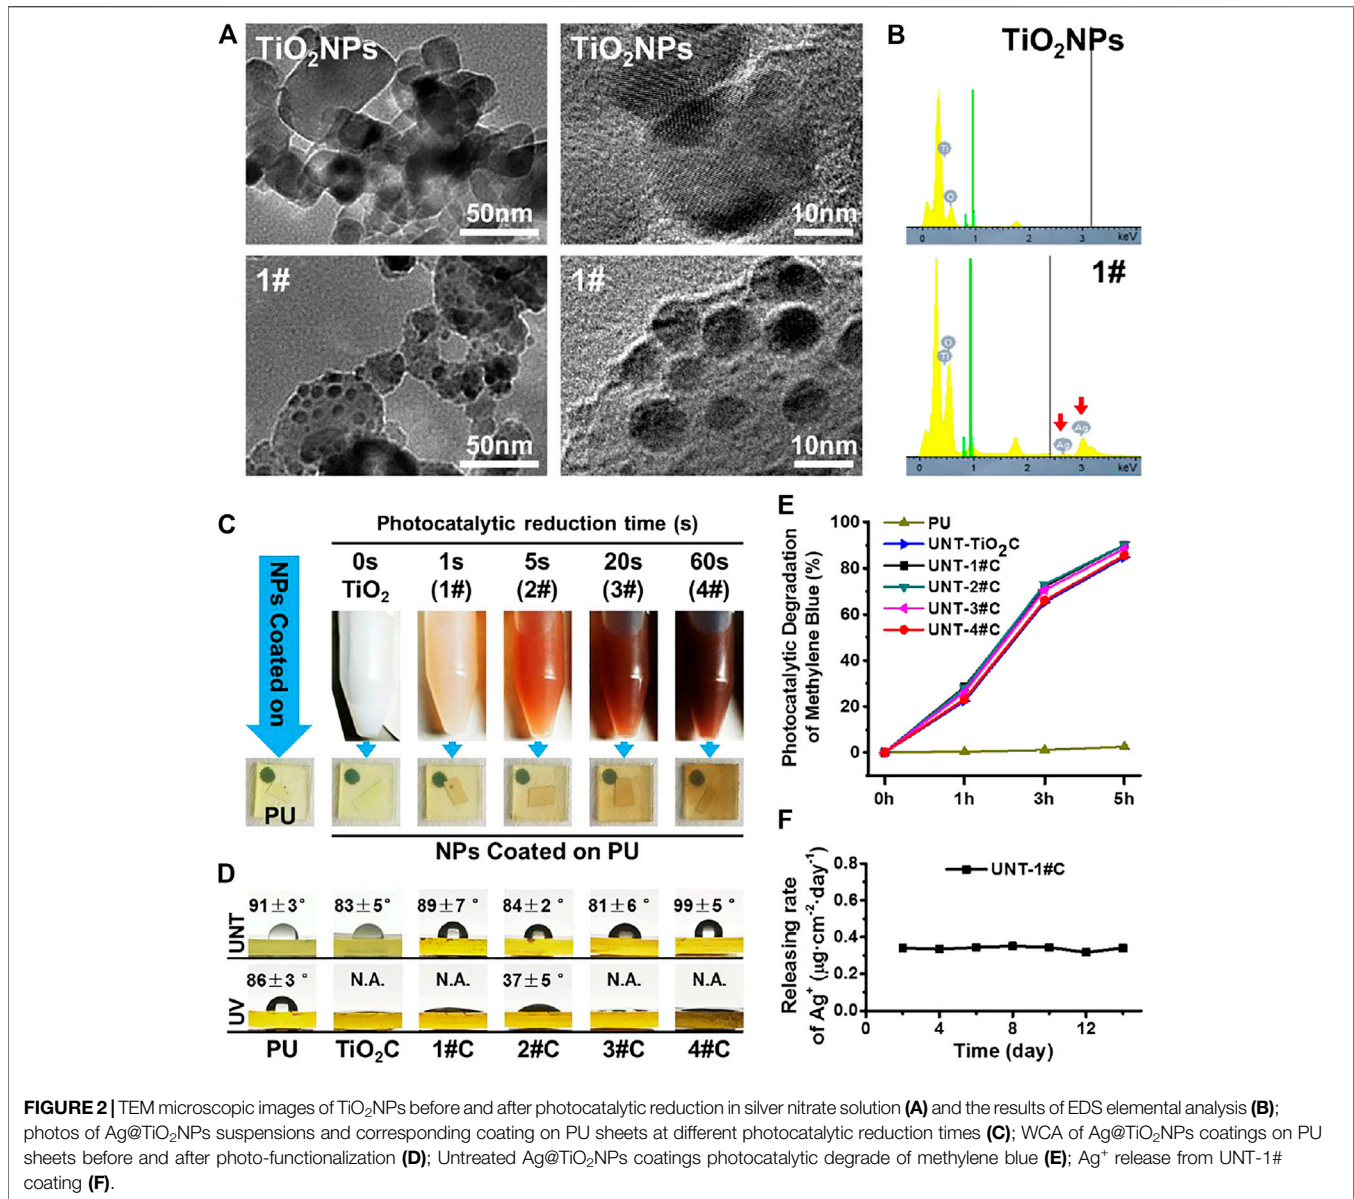 A
TiO2NPs
50nm
TiO2NPs
10nm
1#
50nm
1#
10nm
B
TiO2NPs
Ti
O
0 1 2 3 keV
1#
O
Ti
Ag
Ag
0 1 2 3 keV
C
Photocatalytic reduction time (s)
0s 1s 5s 20s 60s
TiO2 (1#) (2#) (3#) (4#)
NPs Coated on
PU
NPs Coated on PU
D
UNT
91±3° 83±5° 89±7° 84±2° 81±6° 99±5°
UV
86±3° N.A. N.A. 37±5° N.A. N.A.
PU TiO2C 1#C 2#C 3#C 4#C
E
Photocatalytic Degradation
of Methylene Blue (%)
100
80
60
40
20
0
PU
UNT-TiO2C
UNT-1#C
UNT-2#C
UNT-3#C
UNT-4#C
0h 1h 3h 5h
F
Releasing rate
of Ag+ (μg·cm-2·day-1)
0.8
0.6
0.4
0.2
0.0
UNT-1#C
0 4 8 12
Time (day)
FIGURE 2 | TEM microscopic images of TiO2NPs before and after photocatalytic reduction in silver nitrate solution (A) and the results of EDS elemental analysis (B);
photos of Ag@TiO2NPs suspensions and corresponding coating on PU sheets at different photocatalytic reduction times (C); WCA of Ag@TiO2NPs coatings on PU
sheets before and after photo-functionalization (D); Untreated Ag@TiO2NPs coatings photocatalytic degrade of methylene blue (E); Ag+ release from UNT-1#
coating (F).